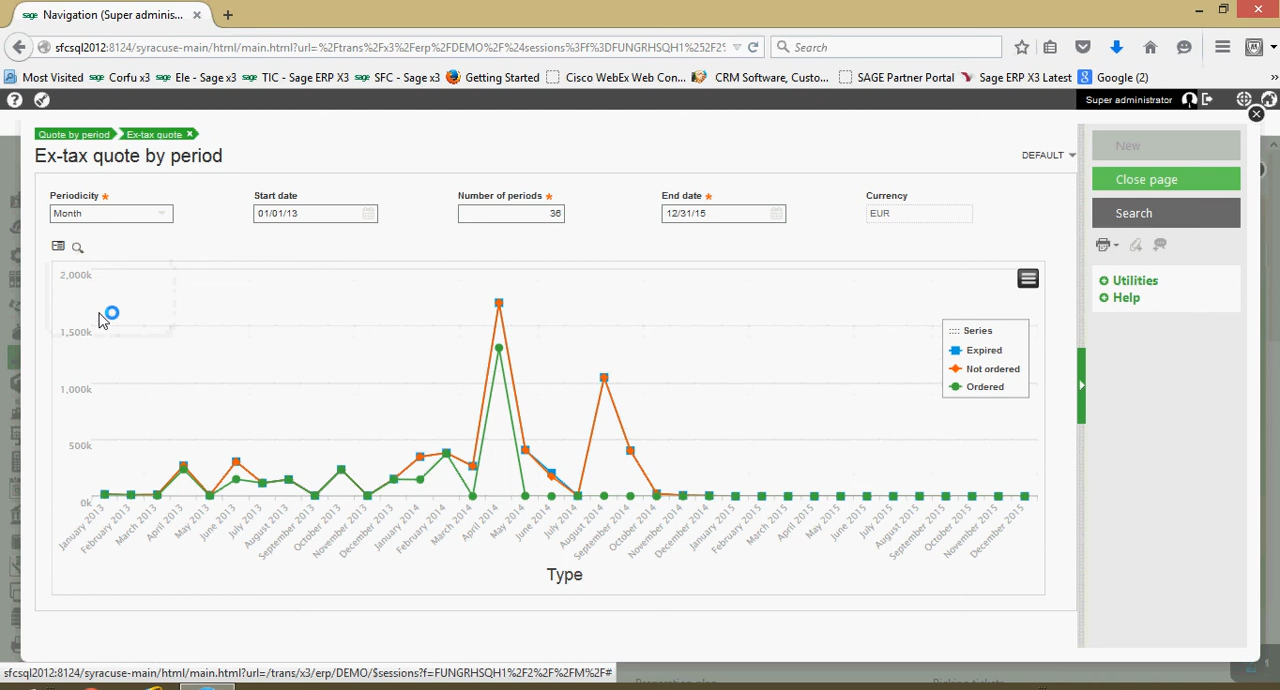 sage Navigation (Super adminis...
sfcsql2012:8124/syracuse-main/html/main.html?url=%2Ftrans%2Fx3%2Ferp%2FDEMO%2F%24sessions%3Ff%3DFUNGRHSQH1%252F2%25
Search
Most Visited
sage Corfu x3
sage Ele - Sage x3
sage TIC - Sage ERP X3
sage SFC - Sage x3
Getting Started
Cisco WebEx Web Con...
CRM Software, Custo...
SAGE Partner Portal
Sage ERP X3 Latest
Google (2)
Super administrator
Quote by period
Ex-tax quote
Ex-tax quote by period
DEFAULT
Periodicity *
Start date
Number of periods *
End date *
Currency
Month
01/01/13
36
12/31/15
EUR
New
Close page
Search
Utilities
Help
2,000k
1,500k
1,000k
500k
0k
Series
Expired
Not ordered
Ordered
January 2013
February 2013
March 2013
April 2013
May 2013
June 2013
July 2013
August 2013
September 2013
October 2013
November 2013
December 2013
January 2014
February 2014
March 2014
April 2014
May 2014
June 2014
July 2014
August 2014
September 2014
October 2014
November 2014
December 2014
January 2015
February 2015
March 2015
April 2015
May 2015
June 2015
July 2015
August 2015
September 2015
October 2015
November 2015
December 2015
Type
sfcsql2012:8124/syracuse-main/html/main.html?url=/trans/x3/erp/DEMO/$sessions?f=FUNGRHSQH1%2F2%2F%2FM%2F#
Preparation plan
Picking tickets